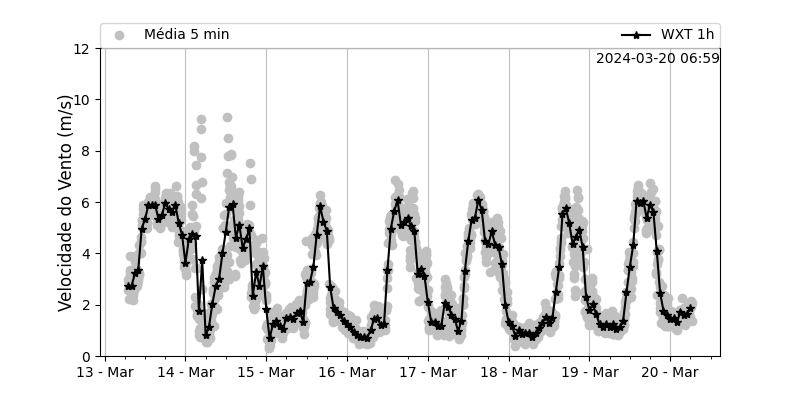 Média 5 min WXT 1h
2024-03-20 06:59
Velocidade do Vento (m/s)
12
10
8
6
4
2
0
13 - Mar 14 - Mar 15 - Mar 16 - Mar 17 - Mar 18 - Mar 19 - Mar 20 - Mar